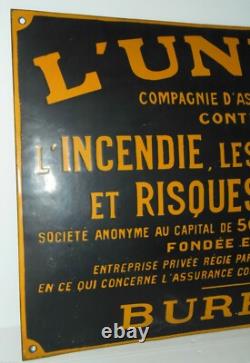 L'UN
COMPAGNIE D'AS
CONT
L'INCENDIE, LES
ET RISQUES
SOCIÉTÉ ANONYME AU CAPITAL DE 50
FONDÉE E
ENTREPRISE PRIVÉE RÉGIE PAR
EN CE QUI CONCERNE L'ASSURANCE CO
BURE